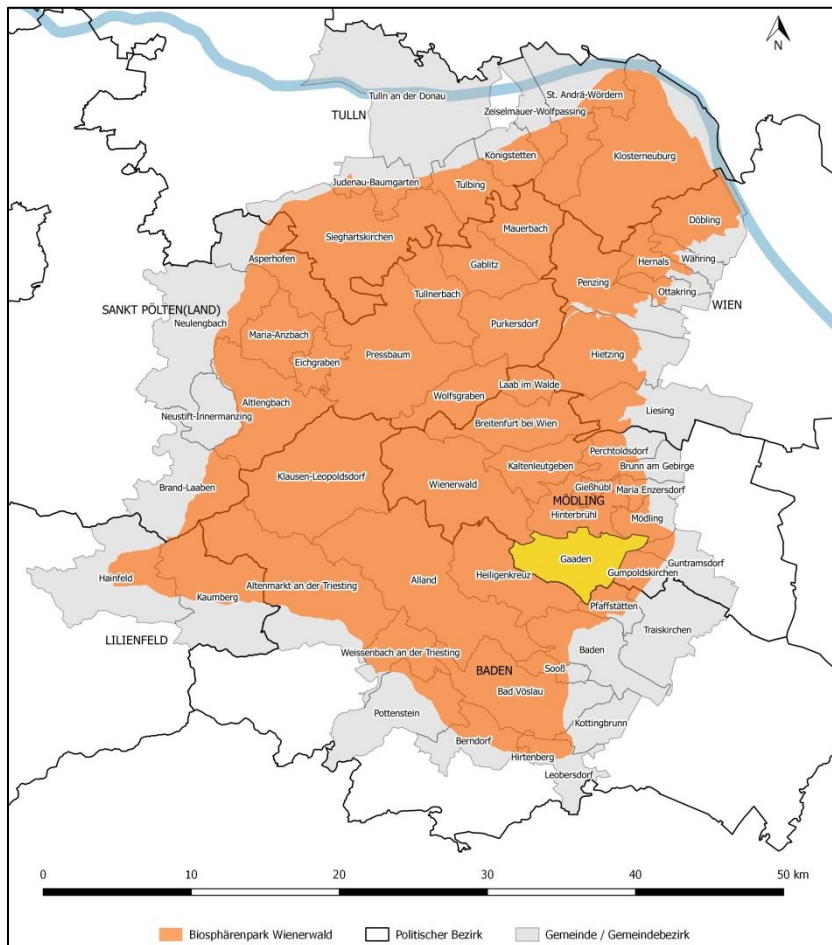 N
Tulln an der Donau
St. Andrä-Wördern
Zeiselmauer-Wolfpassing
TULLN
Königstetten
Klosterneuburg
Judenau-Baumgarten
Tulbing
Döbling
Mauerbach
Sieghartskirchen
Asperhofen
Gablitz
Hernals
Währing
Penzing
Ottakring
Tullnerbach
WIEN
SANKT PÖLTEN(LAND)
Neulengbach
Purkersdorf
Maria-Anzbach
Pressbaum
Hietzing
Eichgraben
Laab im Walde
Wolfsgraben
Altlengbach
Liesing
Neustift-Innermanzing
Breitenfurt bei Wien
Perchtoldsdorf
Kaltenleutgeben
Brunn am Gebirge
Klausen-Leopoldsdorf
Wienerwald
Brand-Laaben
Gießhübl
Maria Enzersdorf
MÖDLING
Hinterbrühl
Mödling
Gaaden
Guntramsdorf
Heiligenkreuz
Gumpoldskirchen
Hainfeld
Alland
Altenmarkt an der Triesting
Kaumberg
Pfaffstätten
Traiskirchen
LILIENFELD
Weissenbach an der Triesting
Baden
BADEN
Sooß
Bad Vöslau
Pottenstein
Kottingbrunn
Berndorf
Hirtenberg
Leobersdorf
0 10 20 30 40 50 km
Biosphärenpark Wienerwald Politischer Bezirk Gemeinde / Gemeindebezirk